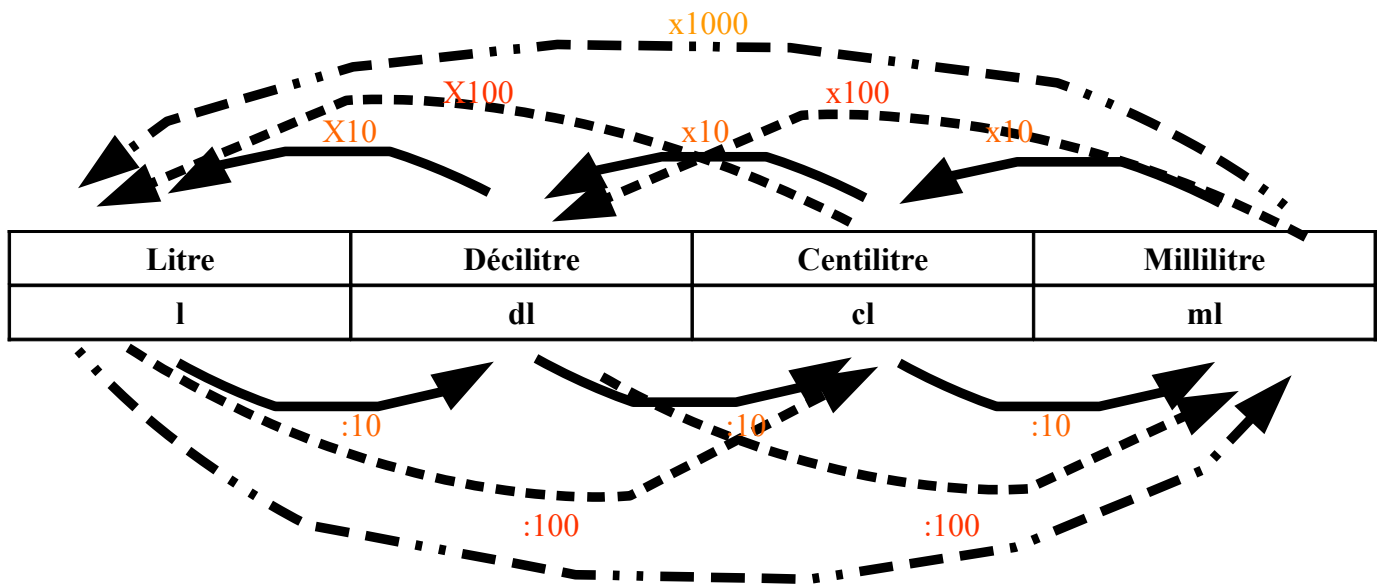 x1000
X100 x100
X10 x10 x10
Litre Décilitre Centilitre Millilitre
l dl cl ml
:10 :10 :10
:100 :100